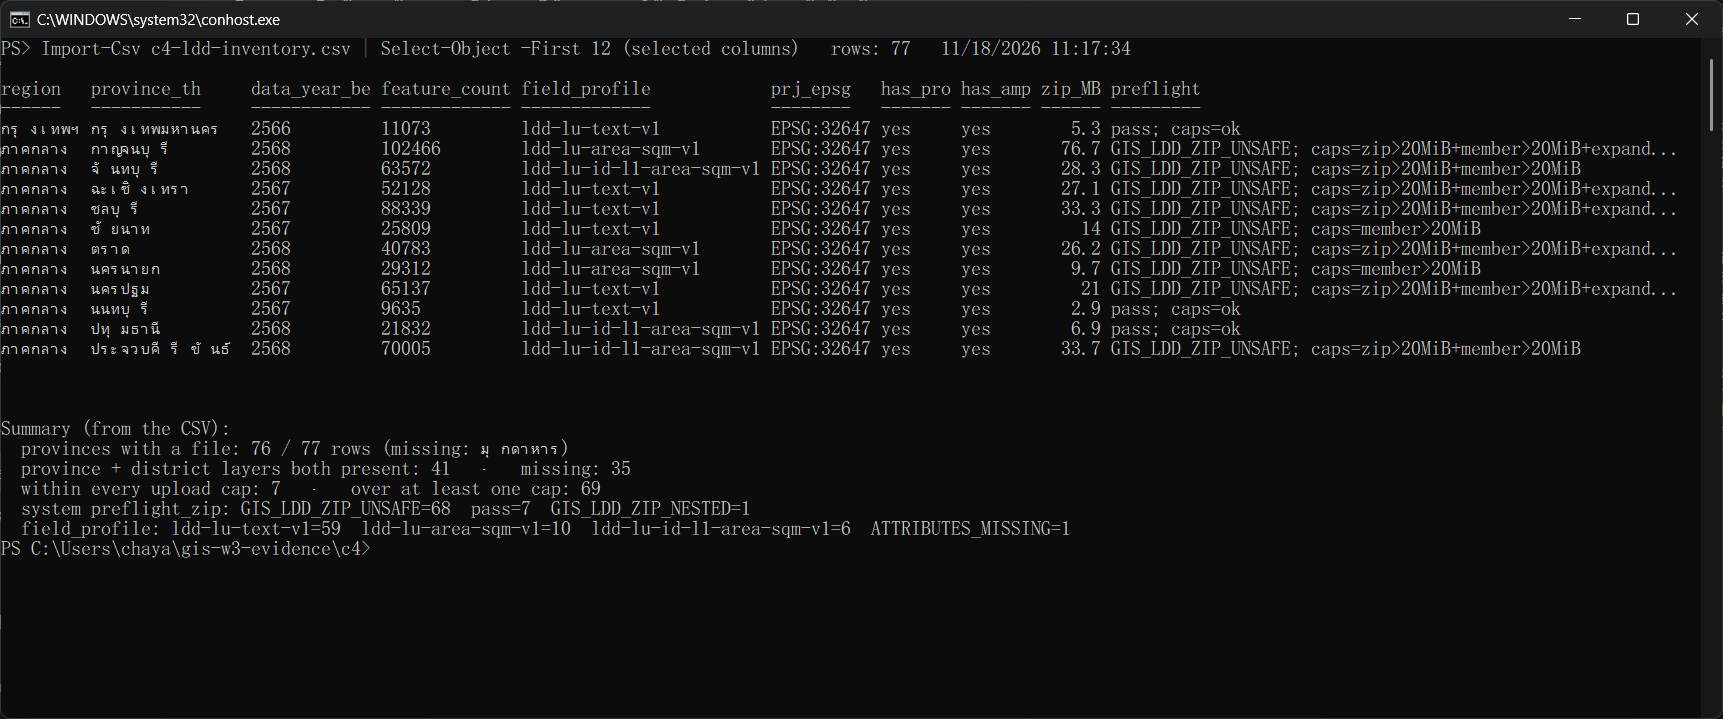 C:\WINDOWS\system32\conhost.exe
PS> Import-Csv c4-ldd-inventory.csv | Select-Object -First 12 (selected columns)   rows: 77   11/18/2026 11:17:34
region   province_th     data_year_be feature_count field_profile            prj_epsg   has_pro has_amp zip_MB preflight
------   -----------     ------------ ------------- -------------            --------   ------- ------- ------ ---------
กรุงเทพฯ กรุงเทพมหานคร   2566         11073         ldd-lu-text-v1           EPSG:32647 yes     yes        5.3 pass; caps=ok
ภาคกลาง  กาญจนบุรี       2568         102466        ldd-lu-area-sqm-v1       EPSG:32647 yes     yes       76.7 GIS_LDD_ZIP_UNSAFE; caps=zip>20MiB+member>20MiB+expand...
ภาคกลาง  จันทบุรี        2568         63572         ldd-lu-id-l1-area-sqm-v1 EPSG:32647 yes     yes       28.3 GIS_LDD_ZIP_UNSAFE; caps=zip>20MiB+member>20MiB
ภาคกลาง  ฉะเชิงเทรา      2567         52128         ldd-lu-text-v1           EPSG:32647 yes     yes       27.1 GIS_LDD_ZIP_UNSAFE; caps=zip>20MiB+member>20MiB+expand...
ภาคกลาง  ชลบุรี          2567         88339         ldd-lu-text-v1           EPSG:32647 yes     yes       33.3 GIS_LDD_ZIP_UNSAFE; caps=zip>20MiB+member>20MiB+expand...
ภาคกลาง  ชัยนาท          2567         25809         ldd-lu-text-v1           EPSG:32647 yes     yes         14 GIS_LDD_ZIP_UNSAFE; caps=member>20MiB
ภาคกลาง  ตราด            2568         40783         ldd-lu-area-sqm-v1       EPSG:32647 yes     yes       26.2 GIS_LDD_ZIP_UNSAFE; caps=zip>20MiB+member>20MiB+expand...
ภาคกลาง  นครนายก         2568         29312         ldd-lu-area-sqm-v1       EPSG:32647 yes     yes        9.7 GIS_LDD_ZIP_UNSAFE; caps=member>20MiB
ภาคกลาง  นครปฐม          2567         65137         ldd-lu-text-v1           EPSG:32647 yes     yes         21 GIS_LDD_ZIP_UNSAFE; caps=zip>20MiB+member>20MiB+expand...
ภาคกลาง  นนทบุรี         2567         9635          ldd-lu-text-v1           EPSG:32647 yes     yes        2.9 pass; caps=ok
ภาคกลาง  ปทุมธานี        2568         21832         ldd-lu-id-l1-area-sqm-v1 EPSG:32647 yes     yes        6.9 pass; caps=ok
ภาคกลาง  ประจวบคีรีขันธ์ 2568         70005         ldd-lu-id-l1-area-sqm-v1 EPSG:32647 yes     yes       33.7 GIS_LDD_ZIP_UNSAFE; caps=zip>20MiB+member>20MiB
Summary (from the CSV):
  provinces with a file: 76 / 77 rows (missing: มุกดาหาร)
  province + district layers both present: 41   ·   missing: 35
  within every upload cap: 7   ·   over at least one cap: 69
  system preflight_zip: GIS_LDD_ZIP_UNSAFE=68  pass=7  GIS_LDD_ZIP_NESTED=1
  field_profile: ldd-lu-text-v1=59  ldd-lu-area-sqm-v1=10  ldd-lu-id-l1-area-sqm-v1=6  ATTRIBUTES_MISSING=1
PS C:\Users\chaya\gis-w3-evidence\c4>